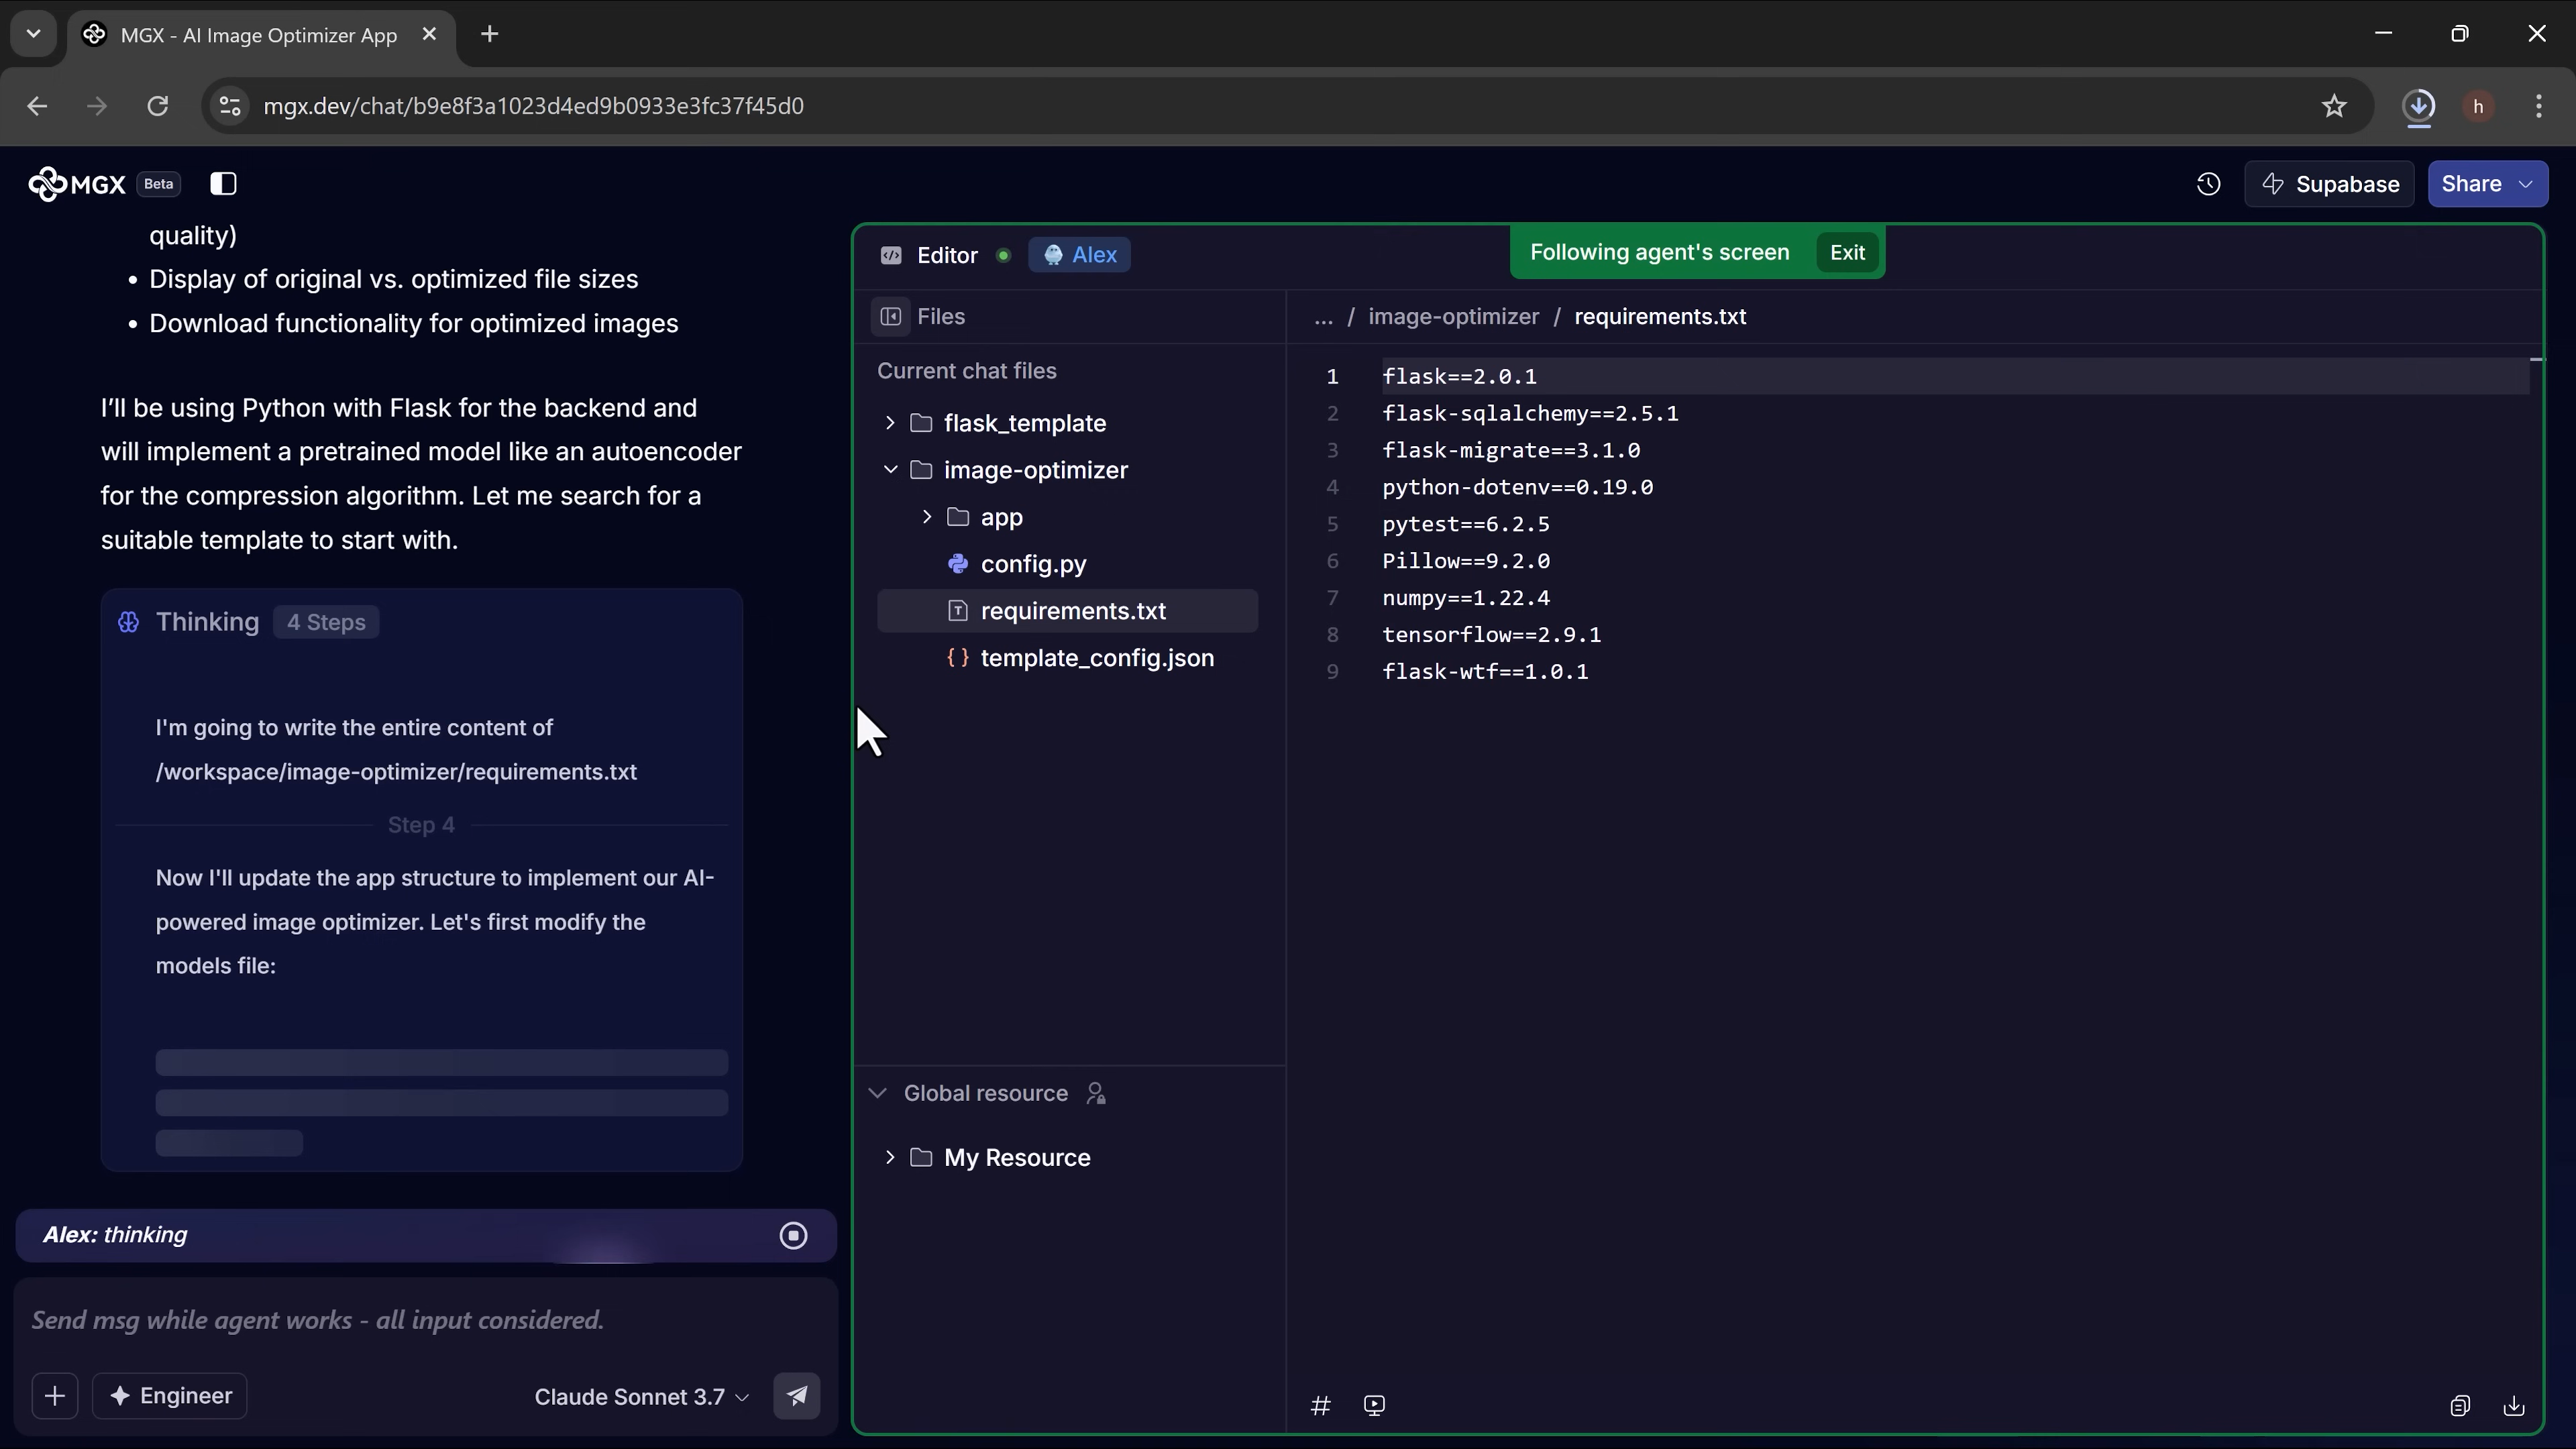 MGX - AI Image Optimizer App
mgx.dev/chat/b9e8f3a1023d4ed9b0933e3fc37f45d0
h
MGX Beta
Supabase
Share
quality)
• Display of original vs. optimized file sizes
• Download functionality for optimized images
I'll be using Python with Flask for the backend and
will implement a pretrained model like an autoencoder
for the compression algorithm. Let me search for a
suitable template to start with.
Thinking 4 Steps
I'm going to write the entire content of
/workspace/image-optimizer/requirements.txt
Step 4
Now I'll update the app structure to implement our AI-
powered image optimizer. Let's first modify the
models file:
Alex: thinking
Send msg while agent works - all input considered.
Engineer
Claude Sonnet 3.7
Editor
Alex
Following agent's screen
Exit
Files
Current chat files
flask_template
image-optimizer
app
config.py
requirements.txt
template_config.json
Global resource
My Resource
... / image-optimizer / requirements.txt
1 flask==2.0.1
2 flask-sqlalchemy==2.5.1
3 flask-migrate==3.1.0
4 python-dotenv==0.19.0
5 pytest==6.2.5
6 Pillow==9.2.0
7 numpy==1.22.4
8 tensorflow==2.9.1
9 flask-wtf==1.0.1